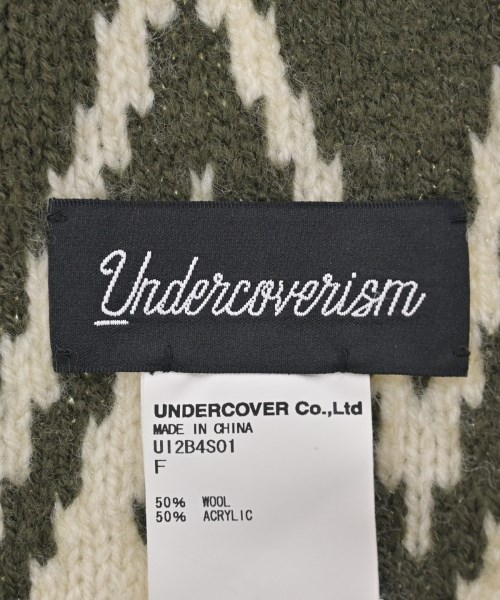 Undercoverism
UNDERCOVER Co.,Ltd
MADE IN CHINA
UI2B4S01
F
50% WOOL
50% ACRYLIC